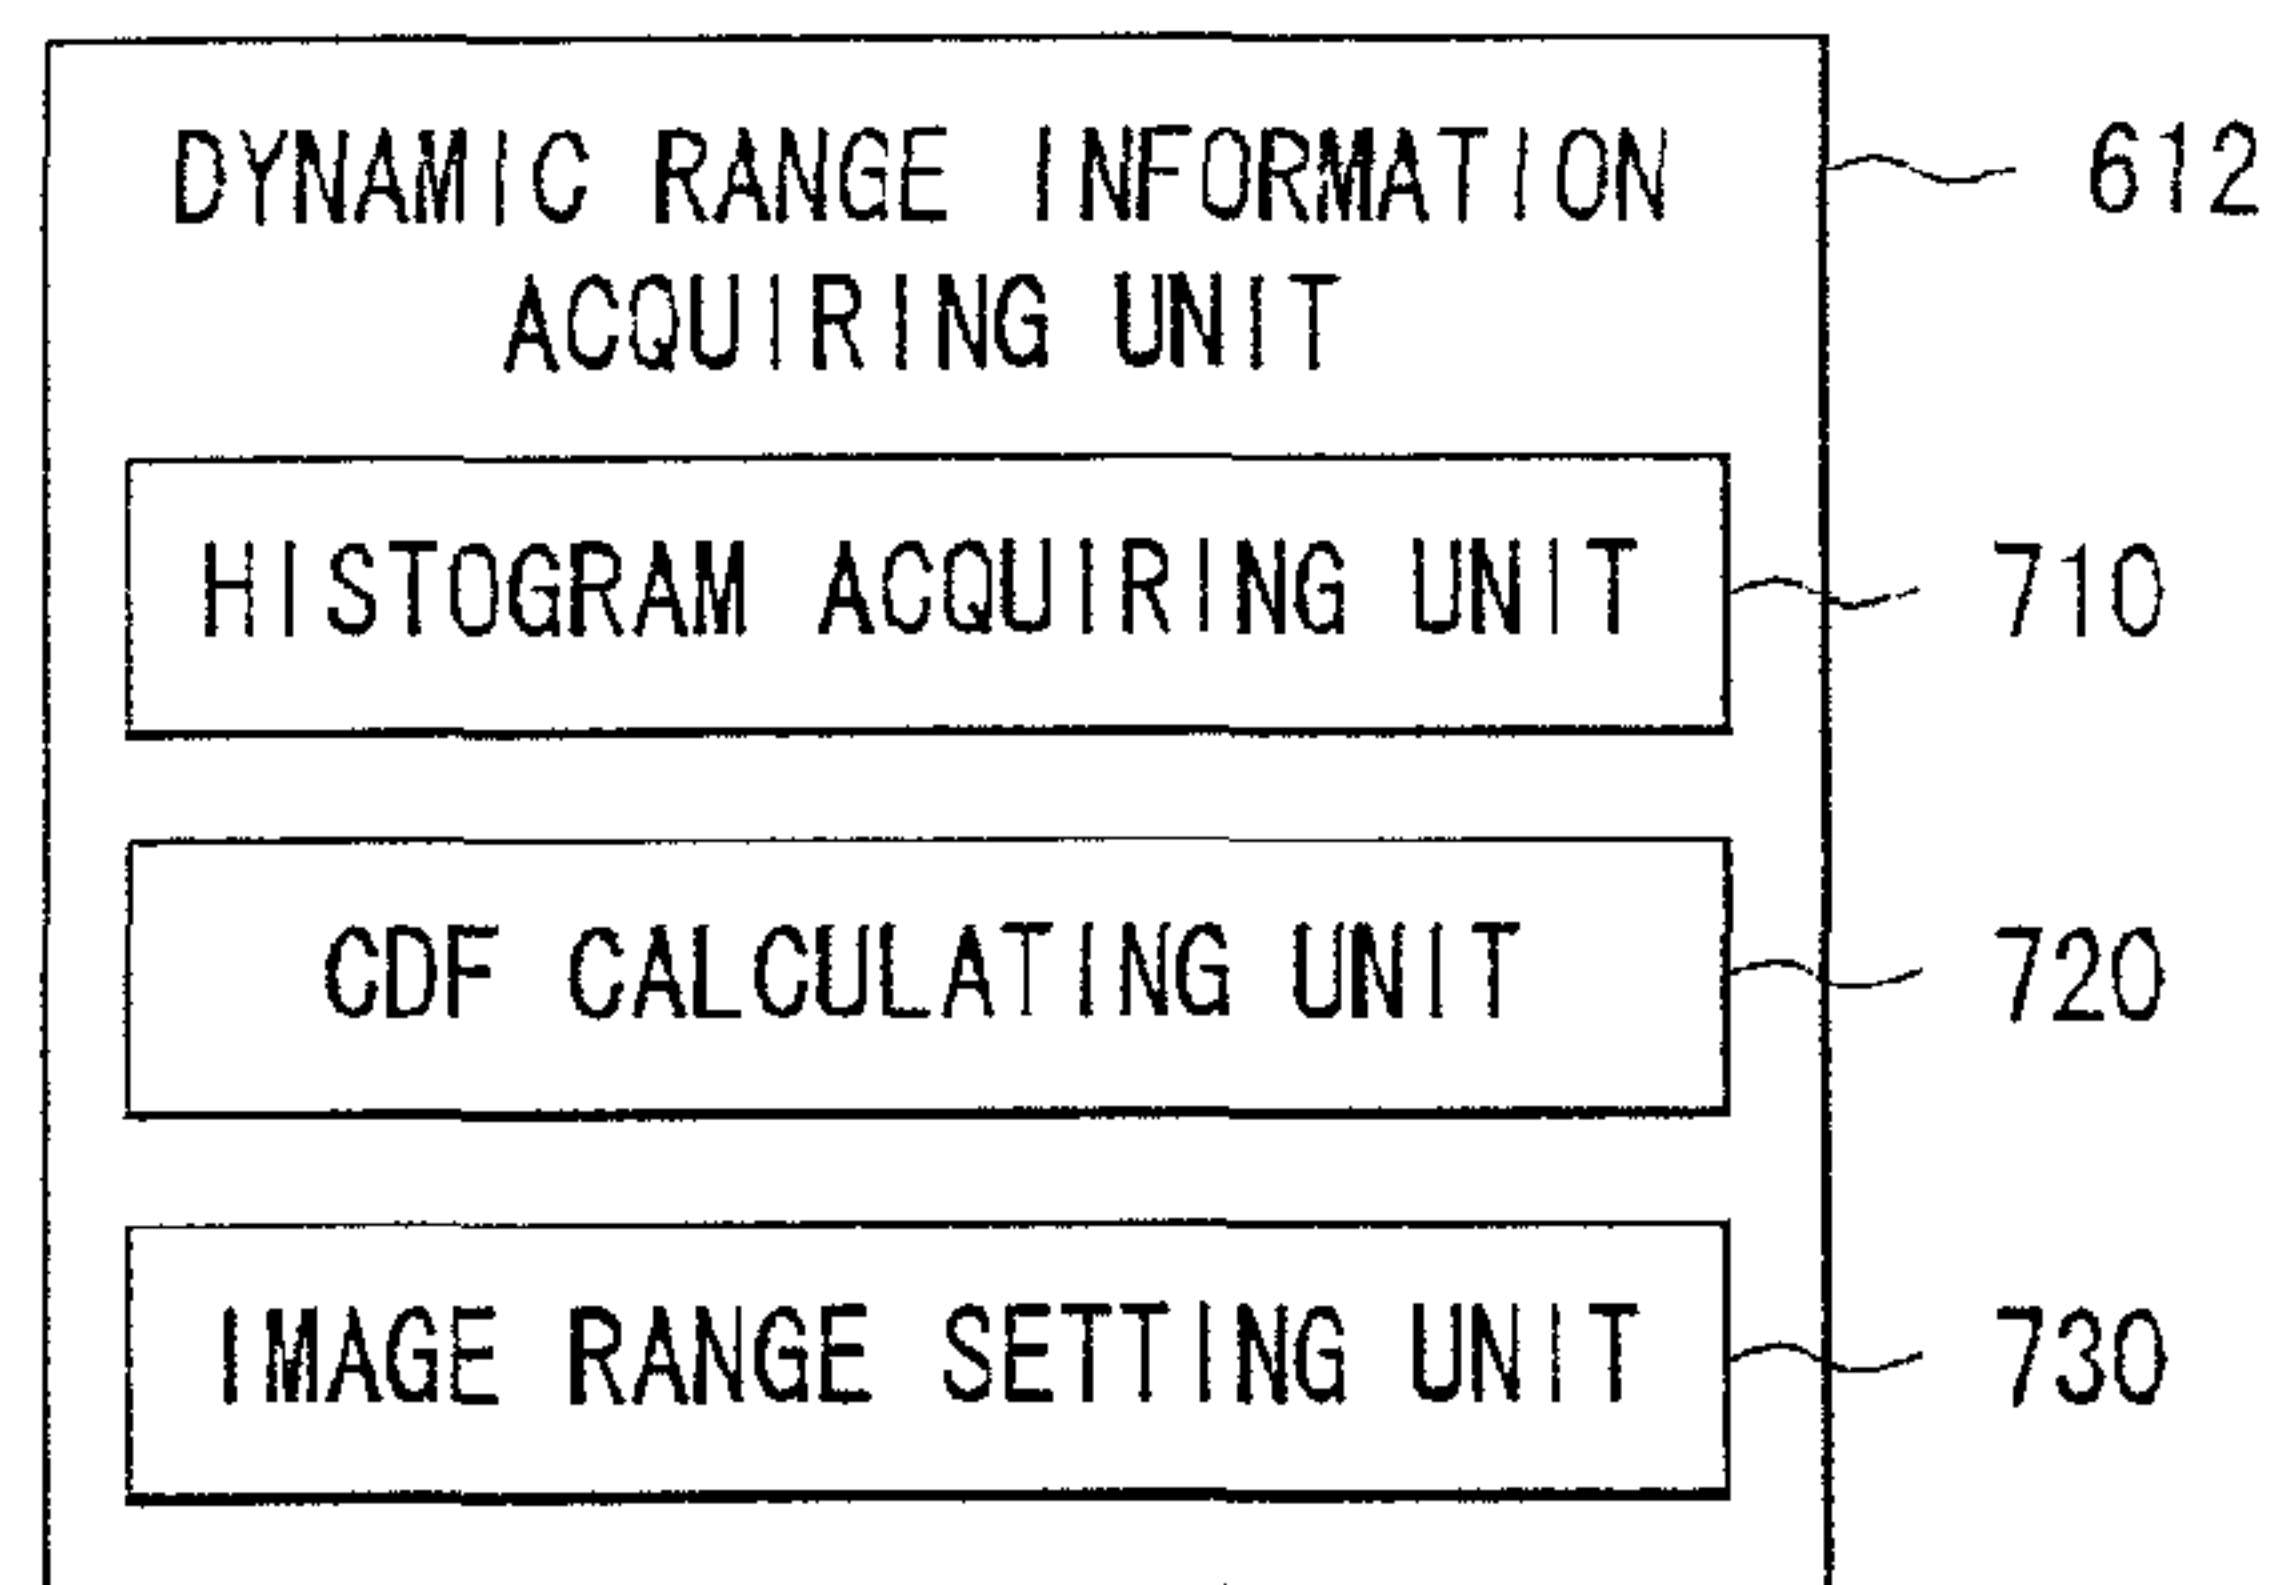 DYNAMIC RANGE INFORMATION 612
ACQUIRING UNIT
HISTOGRAM ACQUIRING UNIT 710
CDF CALCULATING UNIT 720
IMAGE RANGE SETTING UNIT 730